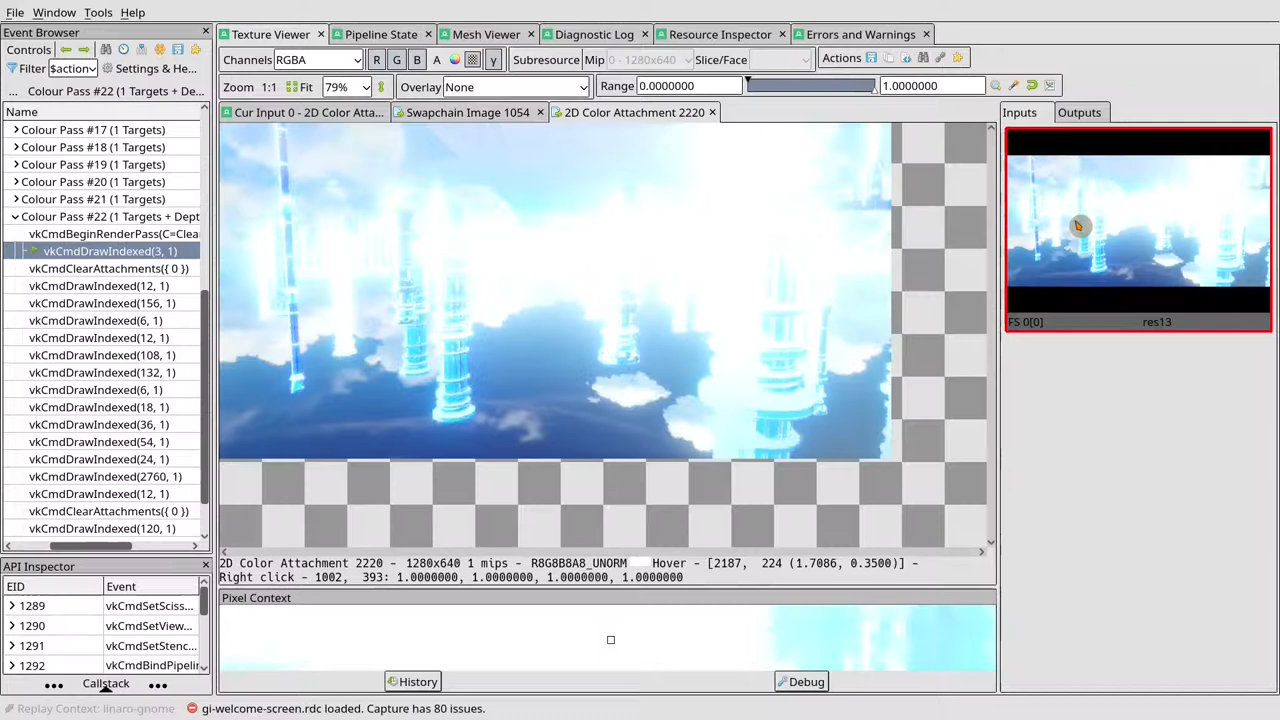 File Window Tools Help
Event Browser
Controls
Filter $action Settings & He...
... Colour Pass #22 (1 Targets + De...
Name
Colour Pass #17 (1 Targets)
Colour Pass #18 (1 Targets)
Colour Pass #19 (1 Targets)
Colour Pass #20 (1 Targets)
Colour Pass #21 (1 Targets)
Colour Pass #22 (1 Targets + Dept
vkCmdBeginRenderPass(C=Clea
vkCmdDrawIndexed(3, 1)
vkCmdClearAttachments({ 0 })
vkCmdDrawIndexed(12, 1)
vkCmdDrawIndexed(156, 1)
vkCmdDrawIndexed(6, 1)
vkCmdDrawIndexed(12, 1)
vkCmdDrawIndexed(108, 1)
vkCmdDrawIndexed(132, 1)
vkCmdDrawIndexed(6, 1)
vkCmdDrawIndexed(18, 1)
vkCmdDrawIndexed(36, 1)
vkCmdDrawIndexed(54, 1)
vkCmdDrawIndexed(24, 1)
vkCmdDrawIndexed(2760, 1)
vkCmdDrawIndexed(12, 1)
vkCmdClearAttachments({ 0 })
vkCmdDrawIndexed(120, 1)
API Inspector
EID Event
1289 vkCmdSetSciss...
1290 vkCmdSetView...
1291 vkCmdSetStenc...
1292 vkCmdBindPipelin
••• Callstack •••
Texture Viewer Pipeline State Mesh Viewer Diagnostic Log Resource Inspector Errors and Warnings
Channels RGBA R G B A γ Subresource Mip 0 - 1280x640 Slice/Face Actions
Zoom 1:1 Fit 79% Overlay None Range 0.0000000 1.0000000
Cur Input 0 - 2D Color Atta... Swapchain Image 1054 2D Color Attachment 2220
2D Color Attachment 2220 - 1280x640 1 mips - R8G8B8A8_UNORM Hover - [2187, 224 (1.7086, 0.3500)] -
Right click - 1002, 393: 1.0000000, 1.0000000, 1.0000000, 1.0000000
Pixel Context
History Debug
Inputs Outputs
FS 0[0] res13
Replay Context: linaro-gnome gi-welcome-screen.rdc loaded. Capture has 80 issues.